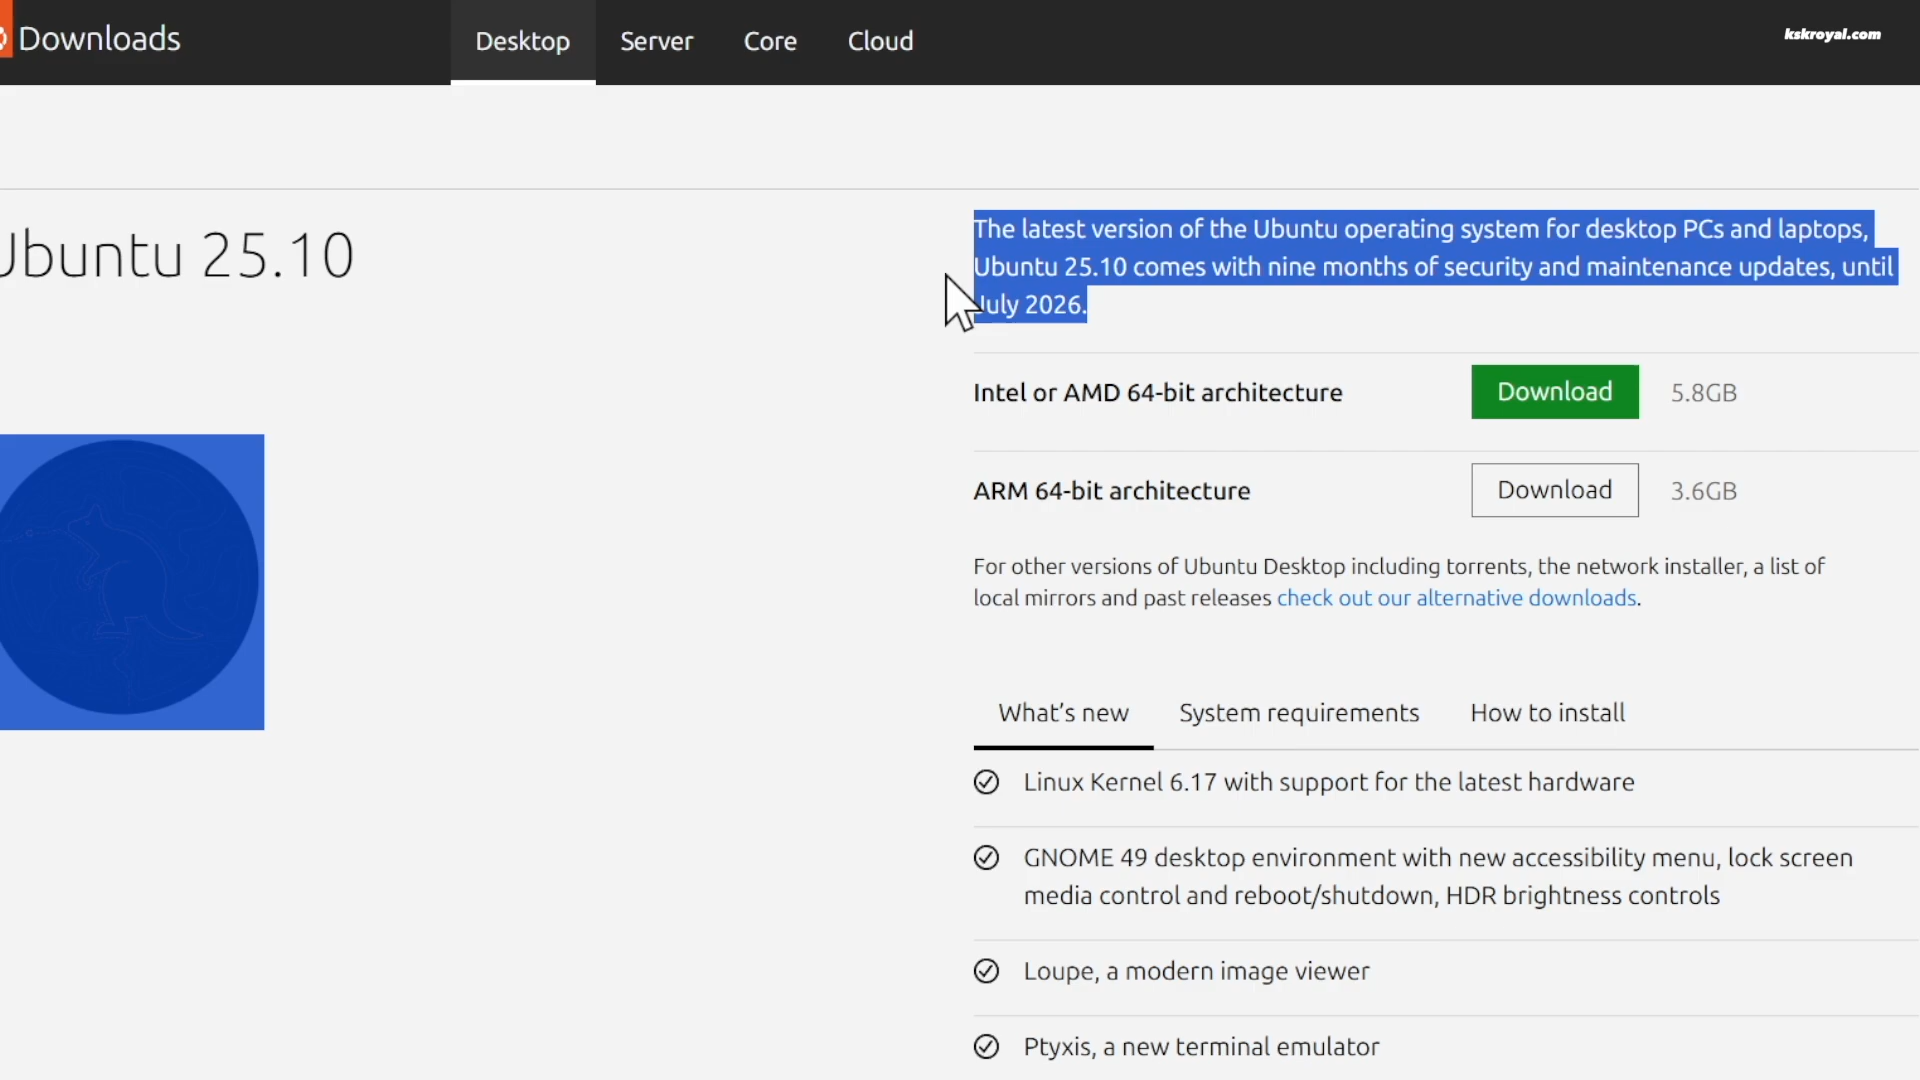 Downloads
Desktop
Server
Core
Cloud
kskroyal.com
Ubuntu 25.10
The latest version of the Ubuntu operating system for desktop PCs and laptops,
Ubuntu 25.10 comes with nine months of security and maintenance updates, until
July 2026.
Intel or AMD 64-bit architecture
Download
5.8GB
ARM 64-bit architecture
Download
3.6GB
For other versions of Ubuntu Desktop including torrents, the network installer, a list of
local mirrors and past releases check out our alternative downloads.
What's new
System requirements
How to install
Linux Kernel 6.17 with support for the latest hardware
GNOME 49 desktop environment with new accessibility menu, lock screen
media control and reboot/shutdown, HDR brightness controls
Loupe, a modern image viewer
Ptyxis, a new terminal emulator